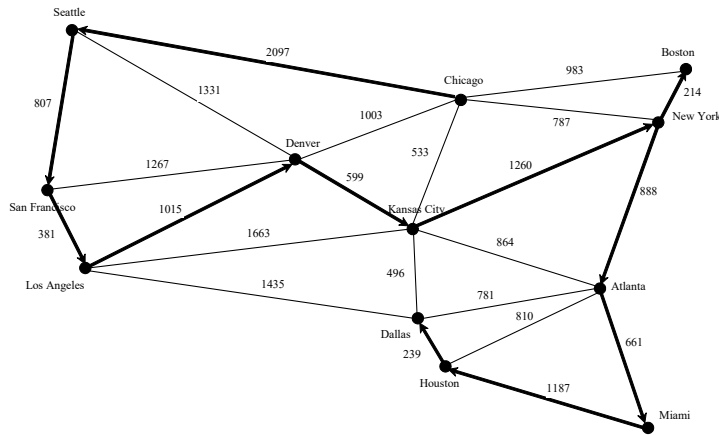 Seattle
2097
Boston
983
Chicago
214
1331
807
1003
787
New York
Denver
533
1267
599
1260
888
San Francisco
1015
Kansas City
381
1663
864
496
Los Angeles
1435
781
Atlanta
810
Dallas
239
661
Houston
1187
Miami